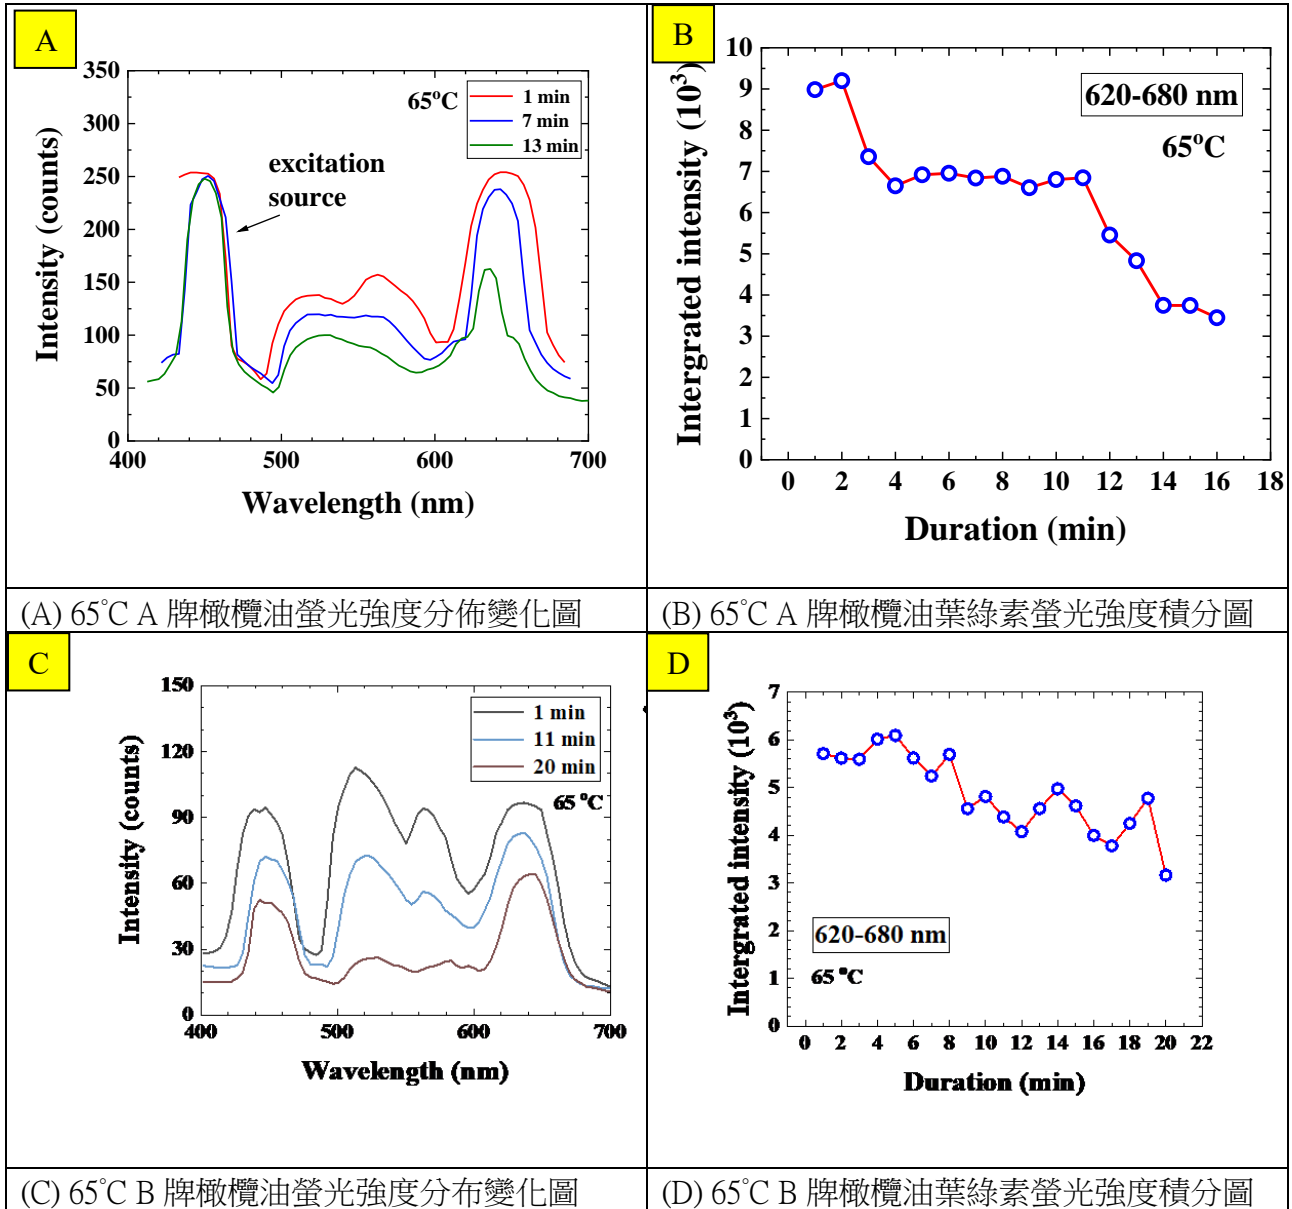 A
350
300
250
200
150
100
50
0
400
500
600
700
Intensity (counts)
Wavelength (nm)
65°C
1 min
7 min
13 min
excitation
source
B
10
9
8
7
6
5
4
3
2
1
0
0 2 4 6 8 10 12 14 16 18
Intergrated intensity (10³)
Duration (min)
620-680 nm
65°C
(A) 65℃ A 牌橄欖油螢光強度分佈變化圖
(B) 65℃ A 牌橄欖油葉綠素螢光強度積分圖
C
150
120
90
60
30
0
400
500
600
700
Intensity (counts)
Wavelength (nm)
1 min
11 min
20 min
65 °C
D
7
6
5
4
3
2
1
0
0 2 4 6 8 10 12 14 16 18 20 22
Intergrated intensity (10³)
Duration (min)
620-680 nm
65 °C
(C) 65℃ B 牌橄欖油螢光強度分布變化圖
(D) 65℃ B 牌橄欖油葉綠素螢光強度積分圖